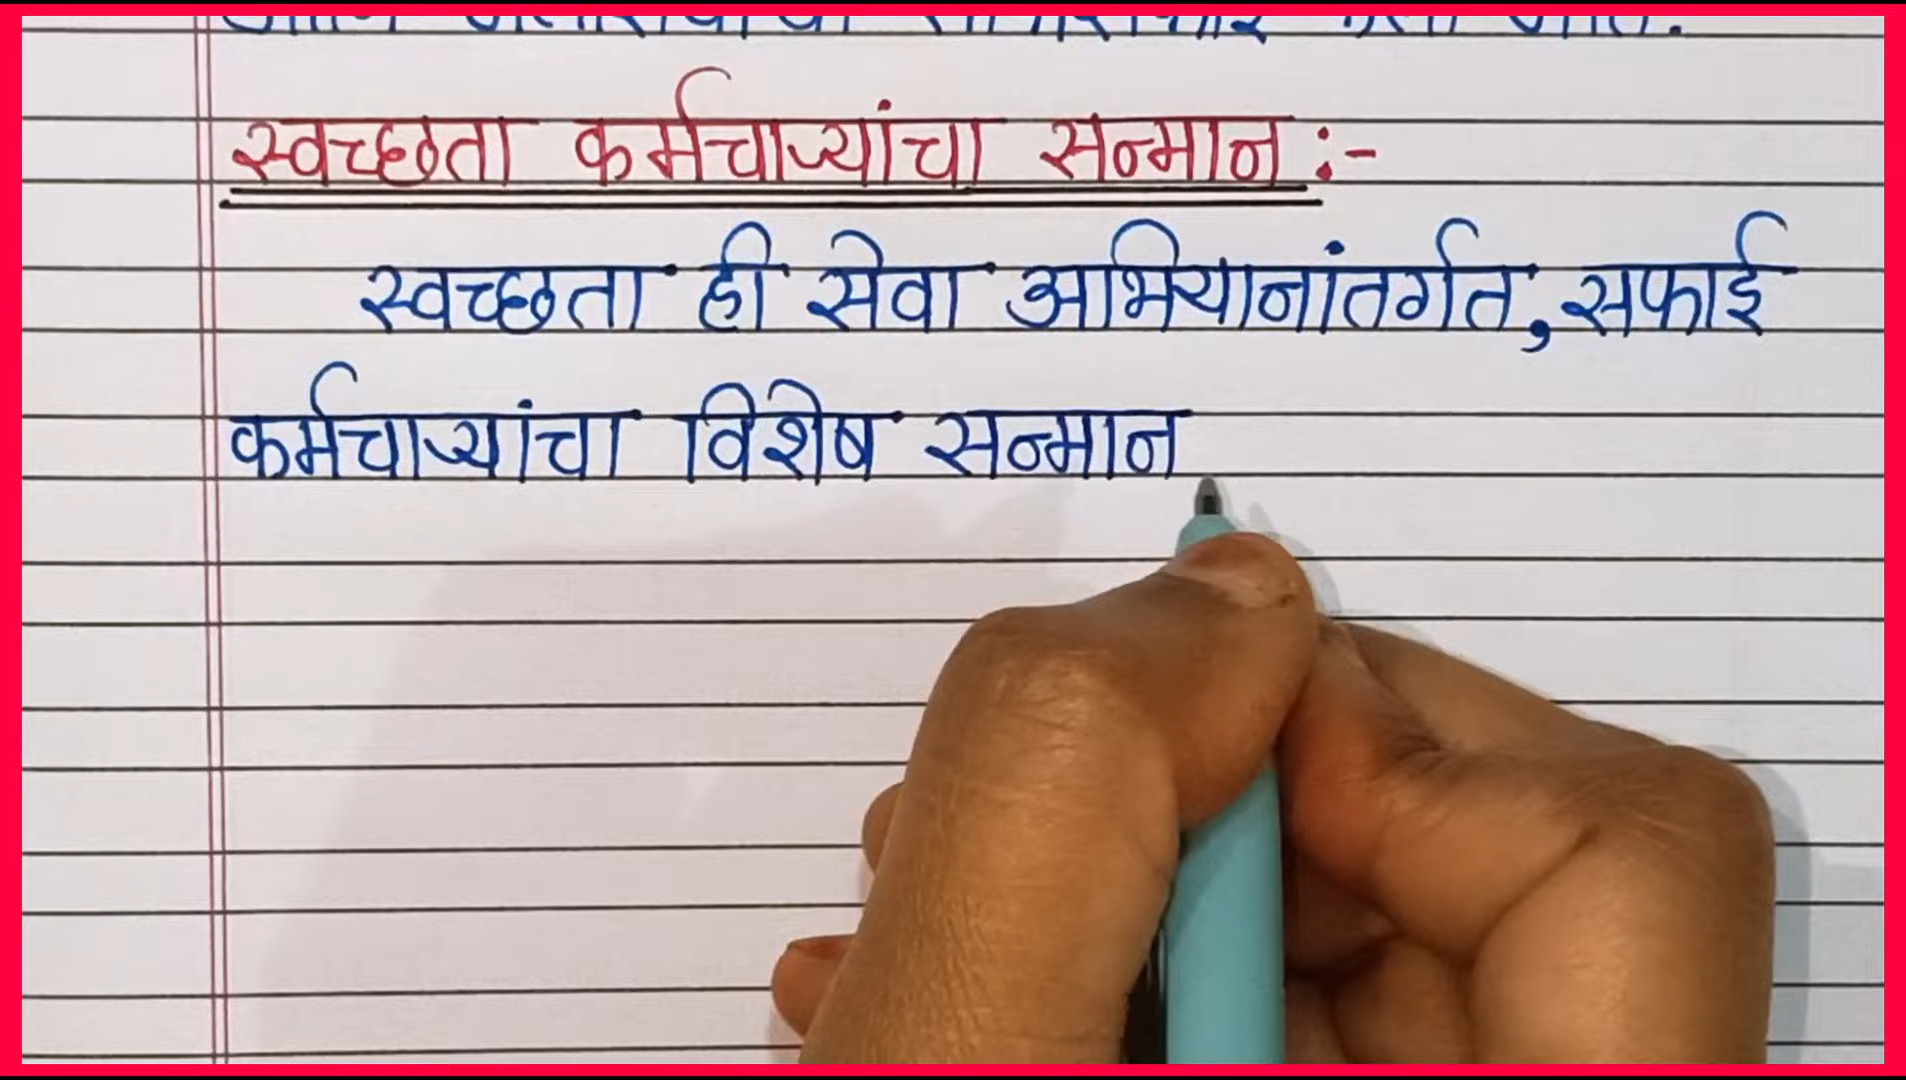 स्वच्छता कर्मचाऱ्यांचा सन्मान :-
स्वच्छता ही सेवा अभियानांतर्गत, सफाई
कर्मचाऱ्यांचा विशेष सन्मान